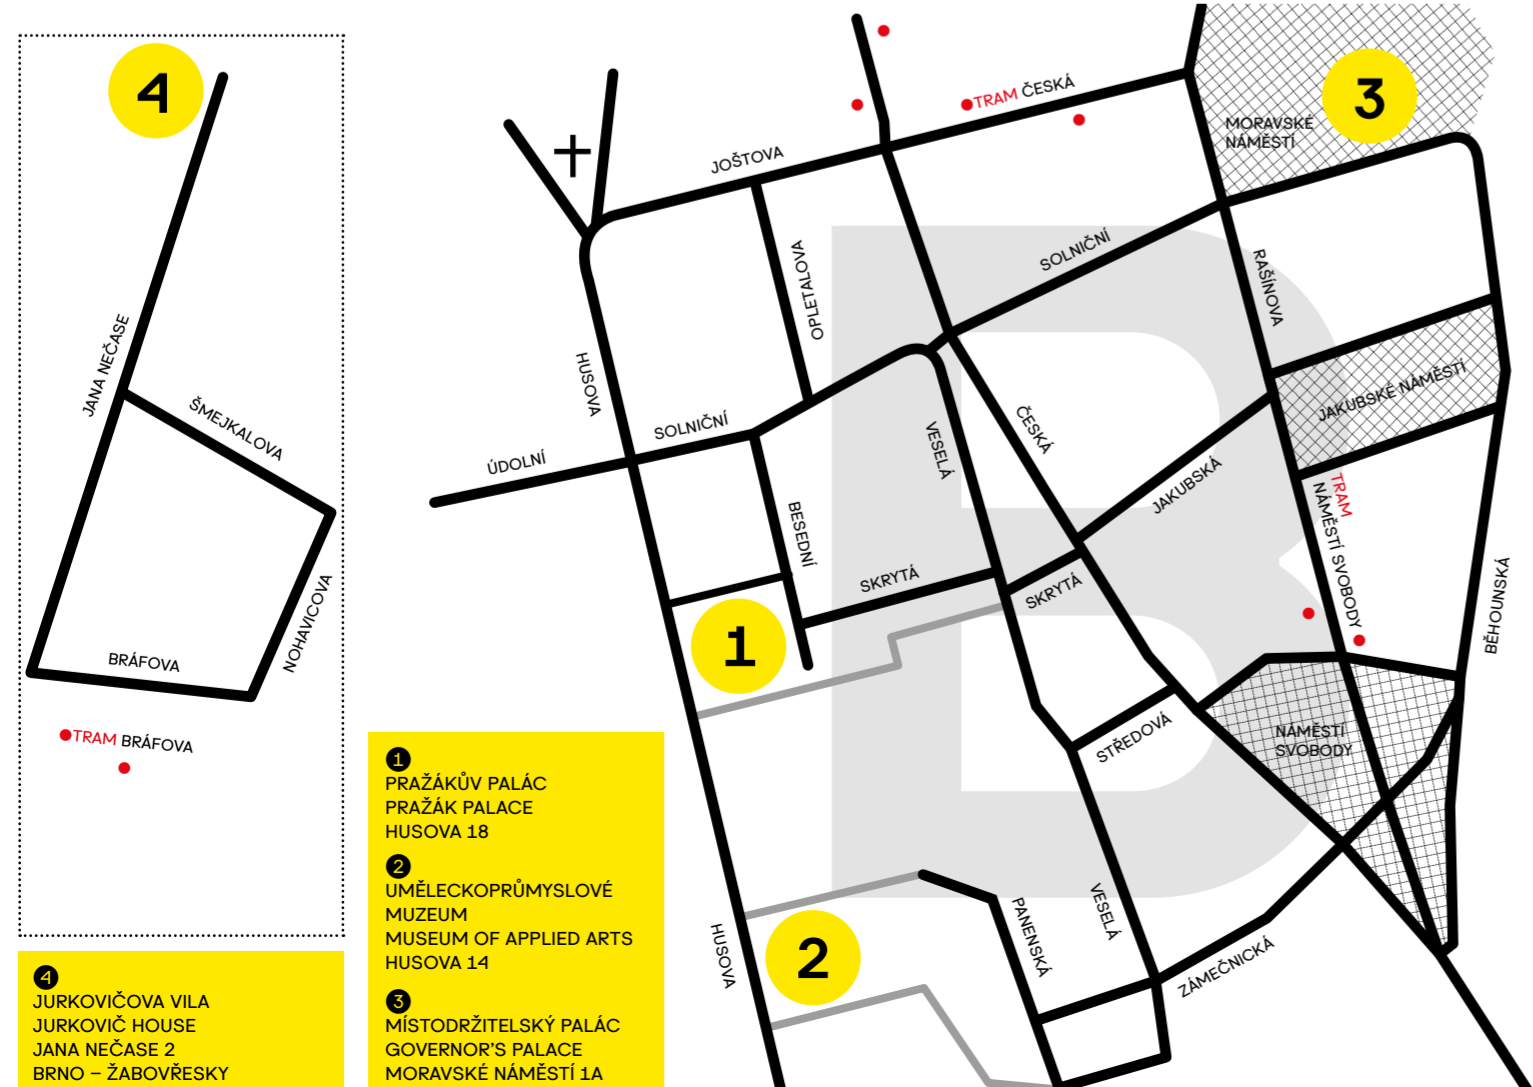 4
JANA NEČASE
ŠMEJKALOVA
NOHAVICOVA
BRÁFOVA
TRAM BRÁFOVA
4
JURKOVIČOVA VILA
JURKOVIČ HOUSE
JANA NEČASE 2
BRNO – ŽABOVŘESKY
1
PRAŽÁKŮV PALÁC
PRAŽÁK PALACE
HUSOVA 18
2
UMĚLECKOPRŮMYSLOVÉ
MUZEUM
MUSEUM OF APPLIED ARTS
HUSOVA 14
3
MÍSTODRŽITELSKÝ PALÁC
GOVERNOR'S PALACE
MORAVSKÉ NÁMĚSTÍ 1A
TRAM ČESKÁ
3
MORAVSKÉ
NÁMĚSTÍ
JOŠTOVA
OPLETALOVA
SOLNIČNÍ
RAŠÍNOVA
HUSOVA
JAKUBSKÉ NÁMĚSTÍ
SOLNIČNÍ
ÚDOLNÍ
VESELÁ
ČESKÁ
JAKUBSKÁ
TRAM
NÁMĚSTÍ SVOBODY
BESEDNÍ
SKRYTÁ
SKRYTÁ
BĚHOUNSKÁ
1
STŘEDOVÁ
NÁMĚSTÍ
SVOBODY
B
HUSOVA
2
PANENSKÁ
VESELÁ
ZÁMEČNICKÁ